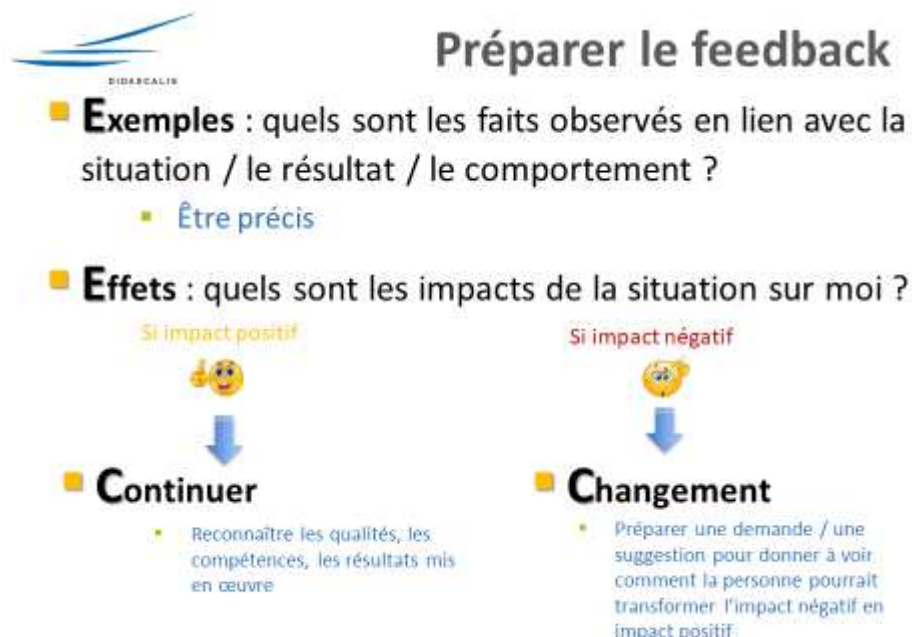 DIDASCALIS
Préparer le feedback
Exemples : quels sont les faits observés en lien avec la
situation / le résultat / le comportement ?
Être précis
Effets : quels sont les impacts de la situation sur moi ?
Si impact positif
Si impact négatif
Continuer
Reconnaître les qualités, les
compétences, les résultats mis
en œuvre
Changement
Préparer une demande / une
suggestion pour donner à voir
comment la personne pourrait
transformer l'impact négatif en
impact positif